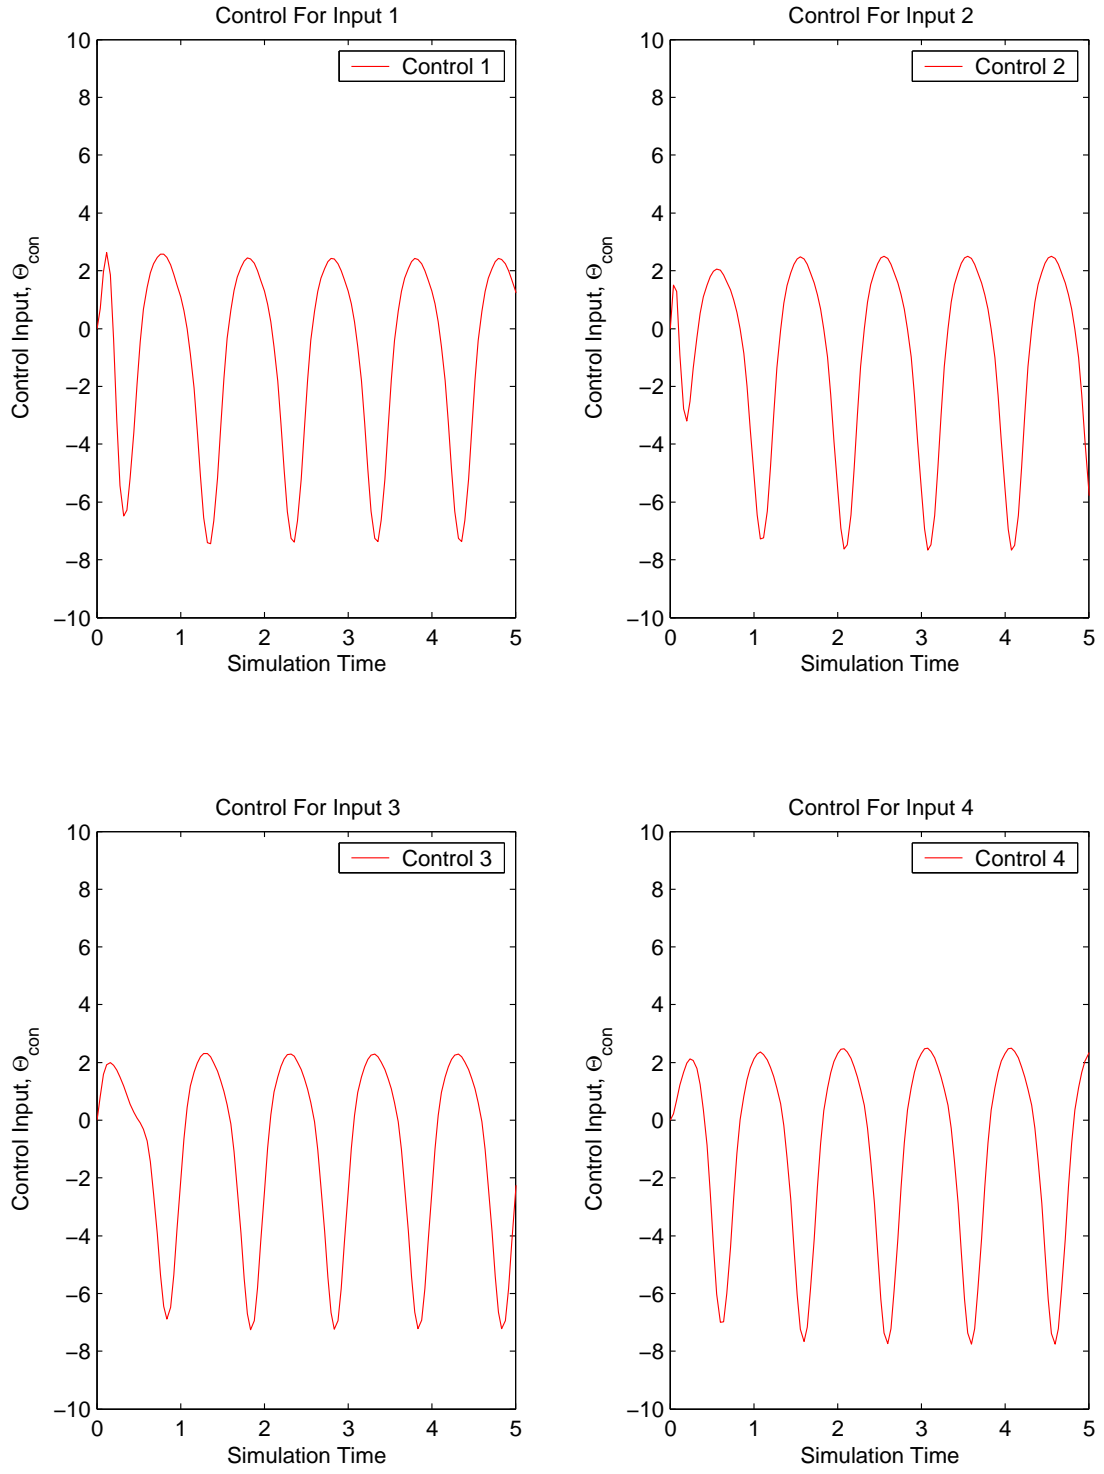 Control For Input 1
Control 1
10
8
6
4
2
0
−2
−4
−6
−8
−10
0 1 2 3 4 5
Simulation Time
Control Input, Θcon
Control For Input 2
Control 2
10
8
6
4
2
0
−2
−4
−6
−8
−10
0 1 2 3 4 5
Simulation Time
Control Input, Θcon
Control For Input 3
Control 3
10
8
6
4
2
0
−2
−4
−6
−8
−10
0 1 2 3 4 5
Simulation Time
Control Input, Θcon
Control For Input 4
Control 4
10
8
6
4
2
0
−2
−4
−6
−8
−10
0 1 2 3 4 5
Simulation Time
Control Input, Θcon